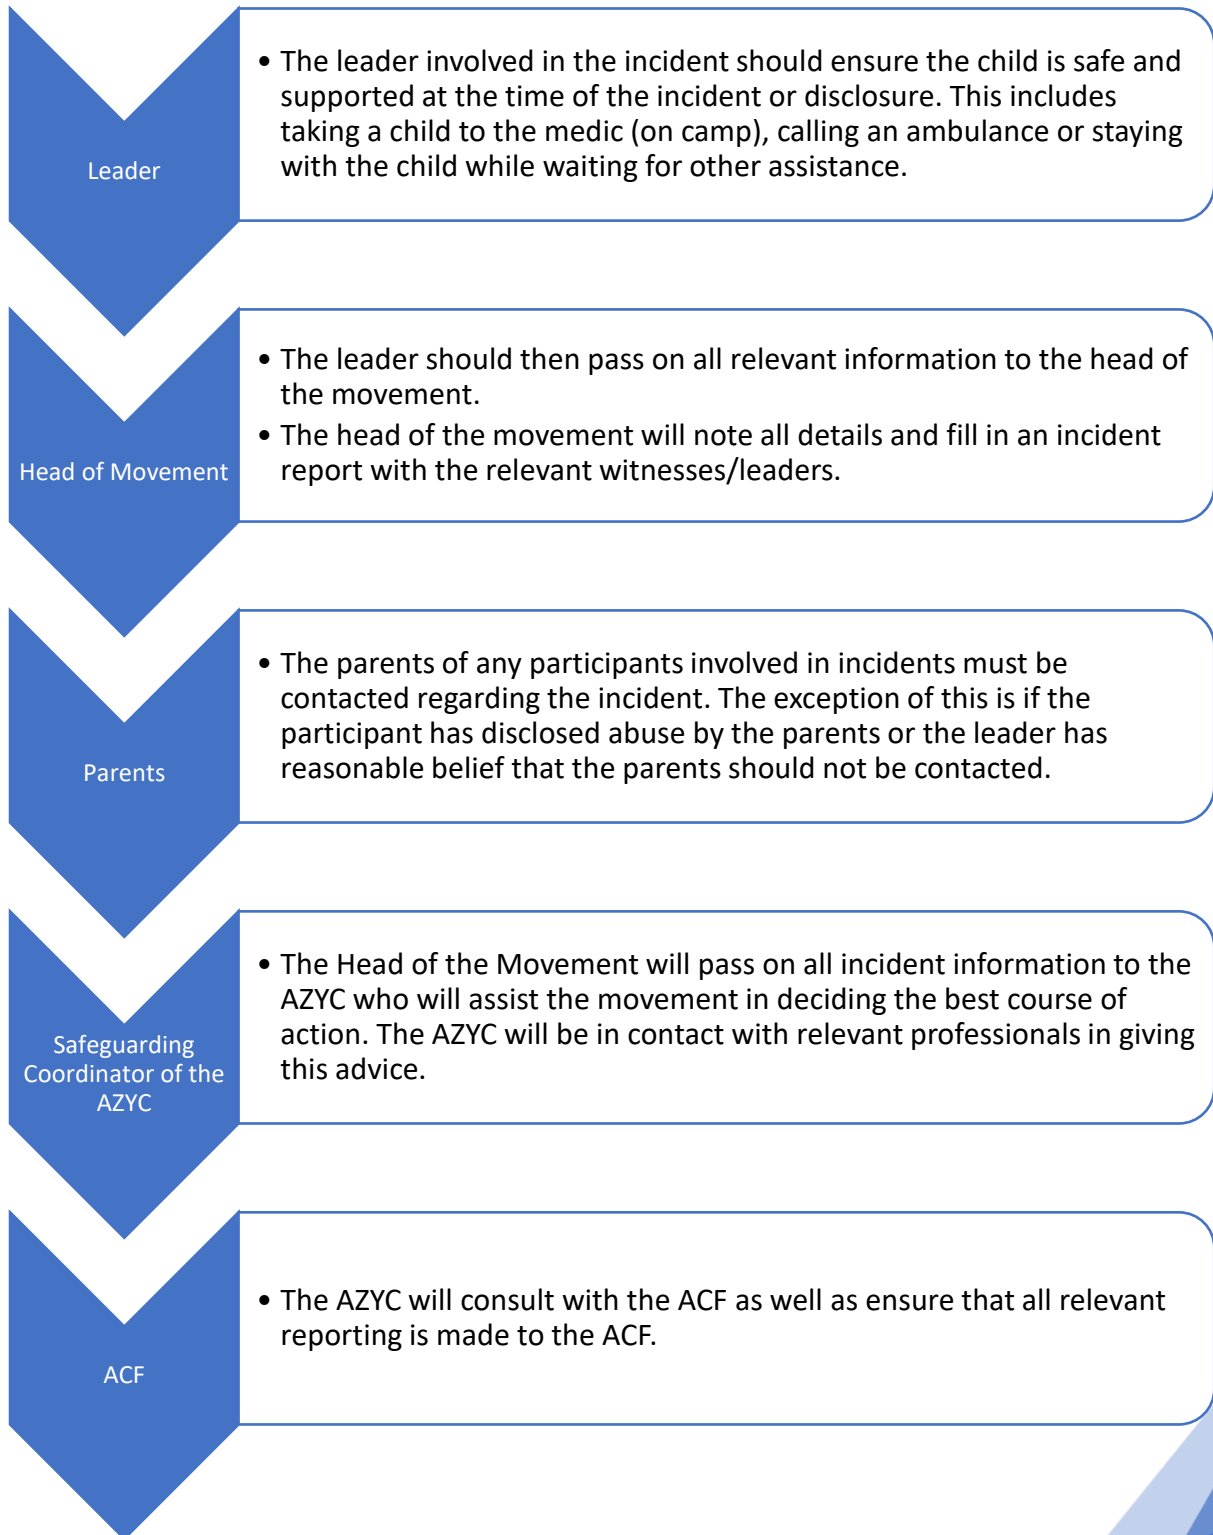 Leader
• The leader involved in the incident should ensure the child is safe and
supported at the time of the incident or disclosure. This includes
taking a child to the medic (on camp), calling an ambulance or staying
with the child while waiting for other assistance.
Head of Movement
• The leader should then pass on all relevant information to the head of
the movement.
• The head of the movement will note all details and fill in an incident
report with the relevant witnesses/leaders.
Parents
• The parents of any participants involved in incidents must be
contacted regarding the incident. The exception of this is if the
participant has disclosed abuse by the parents or the leader has
reasonable belief that the parents should not be contacted.
Safeguarding
Coordinator of the
AZYC
• The Head of the Movement will pass on all incident information to the
AZYC who will assist the movement in deciding the best course of
action. The AZYC will be in contact with relevant professionals in giving
this advice.
ACF
• The AZYC will consult with the ACF as well as ensure that all relevant
reporting is made to the ACF.